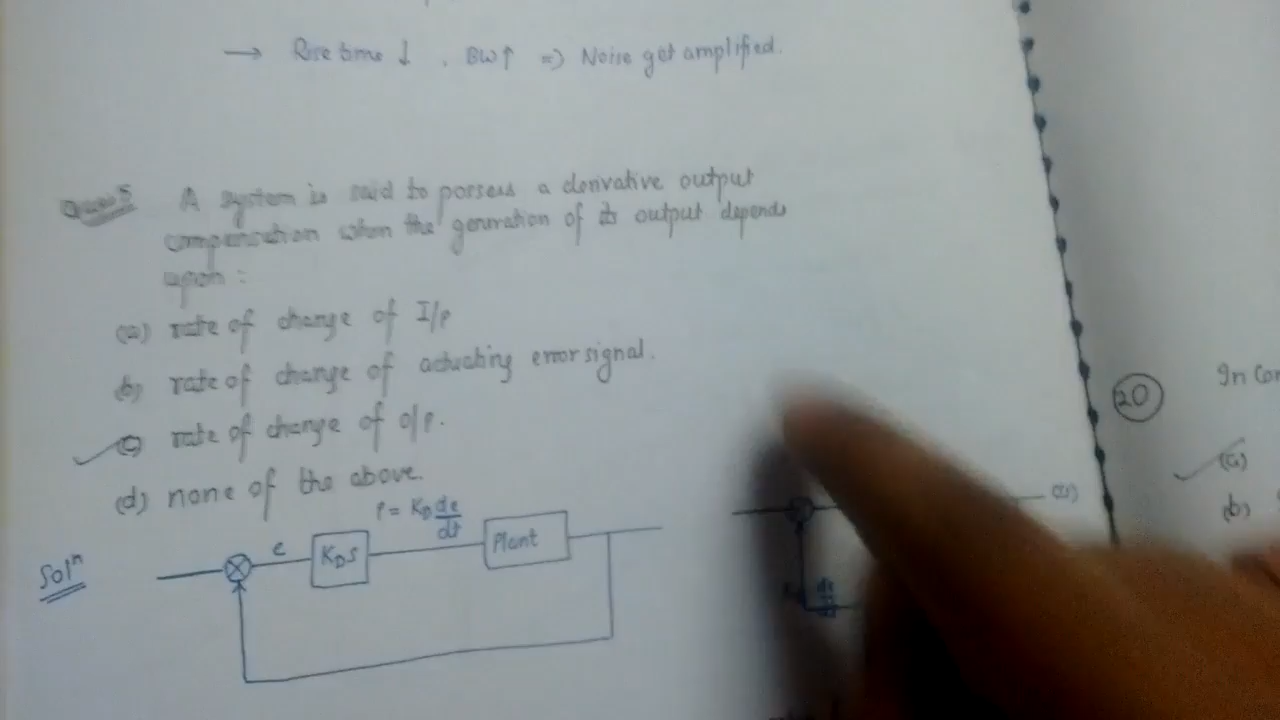 → Rise time ↓ , BW↑ => Noise get amplified.
Ques 5 A system is said to possess a derivative output
compensation when the generation of its output depends
upon :
(a) rate of change of I/p
(b) rate of change of actuating error signal.
(c) rate of change of o/p.
(d) none of the above.
Solⁿ
e
K_D s
P = K_D de/dt
Plant
20
In Con
(a)
(b)